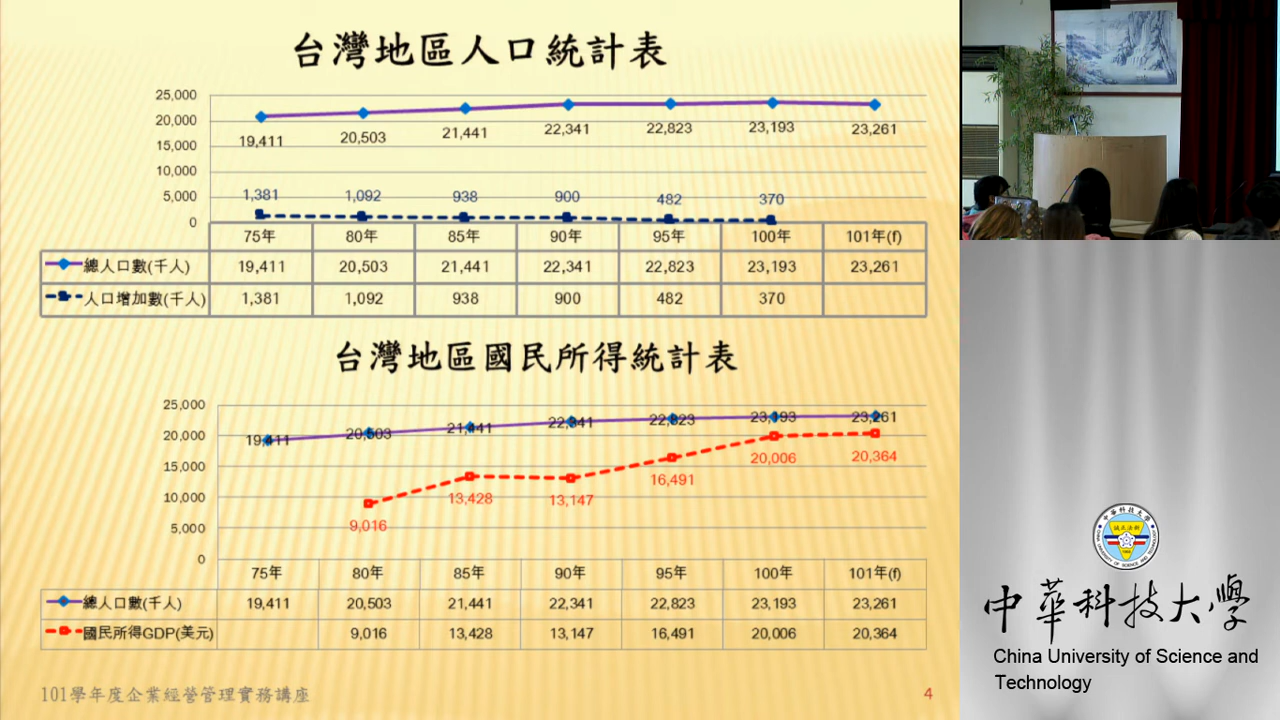 台灣地區人口統計表
25,000
20,000
15,000
10,000
5,000
0
19,411 20,503 21,441 22,341 22,823 23,193 23,261
1,381 1,092 938 900 482 370
75年 80年 85年 90年 95年 100年 101年(f)
總人口數(千人) 19,411 20,503 21,441 22,341 22,823 23,193 23,261
人口增加數(千人) 1,381 1,092 938 900 482 370
台灣地區國民所得統計表
25,000
20,000
15,000
10,000
5,000
0
19,411 20,503 21,441 22,341 22,823 23,193 23,261
9,016 13,428 13,147 16,491 20,006 20,364
75年 80年 85年 90年 95年 100年 101年(f)
總人口數(千人) 19,411 20,503 21,441 22,341 22,823 23,193 23,261
國民所得GDP(美元) 9,016 13,428 13,147 16,491 20,006 20,364
101學年度企業經營管理實務講座
4
中華科技大學
中華科技大學
China University of Science and
Technology